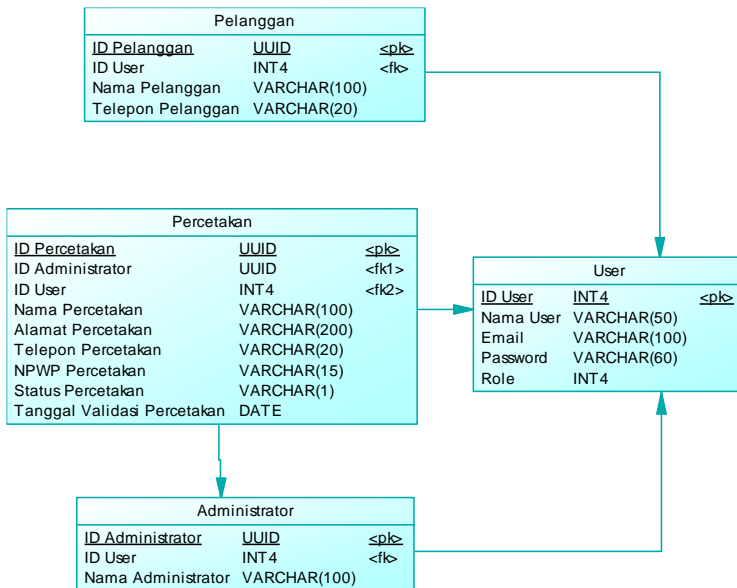 Pelanggan
ID Pelanggan UUID <pk>
ID User INT4 <fk>
Nama Pelanggan VARCHAR(100)
Telepon Pelanggan VARCHAR(20)
Percetakan
ID Percetakan UUID <pk>
ID Administrator UUID <fk1>
ID User INT4 <fk2>
Nama Percetakan VARCHAR(100)
Alamat Percetakan VARCHAR(200)
Telepon Percetakan VARCHAR(20)
NPWP Percetakan VARCHAR(15)
Status Percetakan VARCHAR(1)
Tanggal Validasi Percetakan DATE
User
ID User INT4 <pk>
Nama User VARCHAR(50)
Email VARCHAR(100)
Password VARCHAR(60)
Role INT4
Administrator
ID Administrator UUID <pk>
ID User INT4 <fk>
Nama Administrator VARCHAR(100)